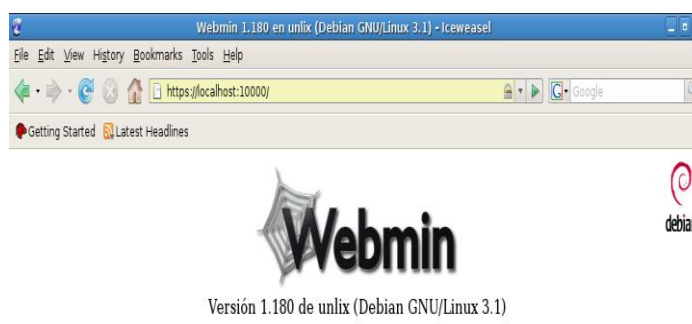 Webmin 1.180 en unlix (Debian GNU/Linux 3.1) - Iceweasel
File Edit View History Bookmarks Tools Help
https://localhost:10000/
G Google
Getting Started Latest Headlines
Webmin
debian
Versión 1.180 de unlix (Debian GNU/Linux 3.1)